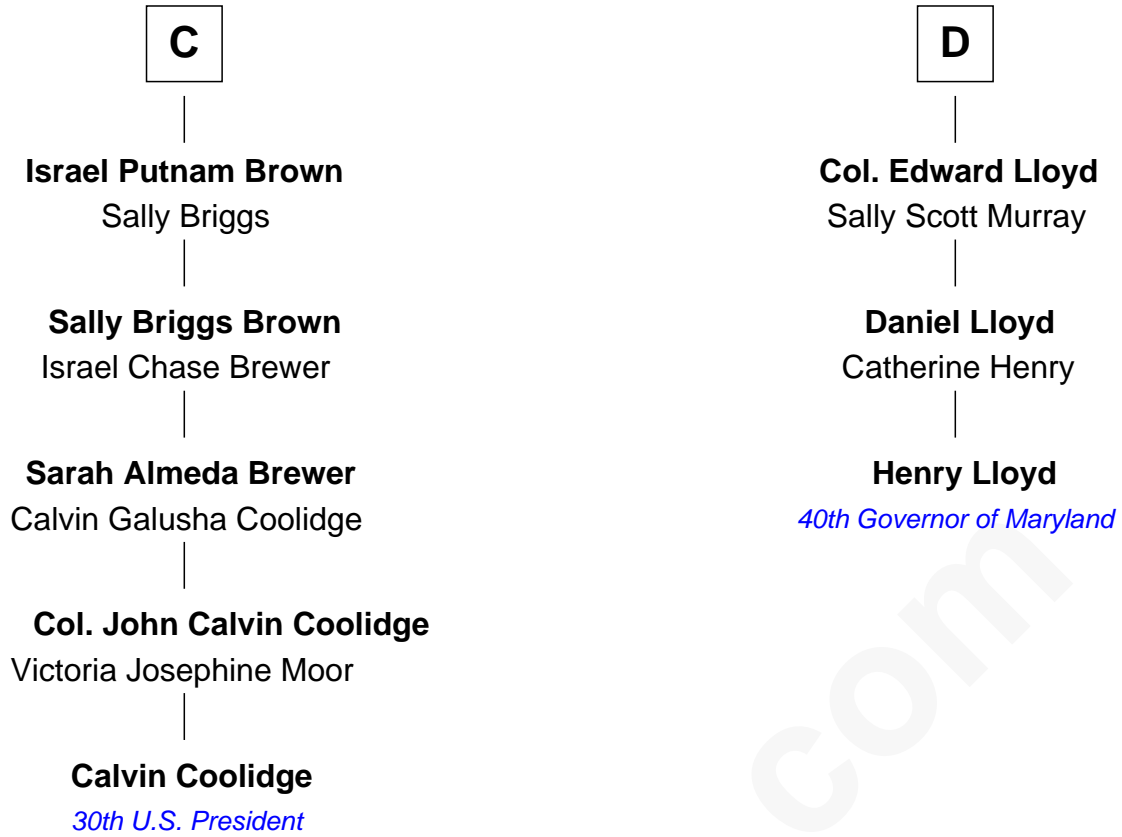 C
Israel Putnam Brown
Sally Briggs
Sally Briggs Brown
Israel Chase Brewer
Sarah Almeda Brewer
Calvin Galusha Coolidge
Col. John Calvin Coolidge
Victoria Josephine Moor
Calvin Coolidge
30th U.S. President
D
Col. Edward Lloyd
Sally Scott Murray
Daniel Lloyd
Catherine Henry
Henry Lloyd
40th Governor of Maryland
com